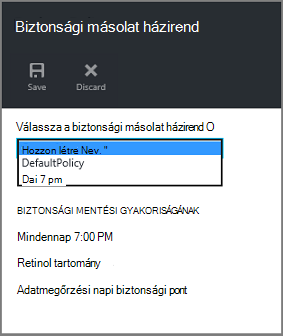 Biztonsági másolat házirend
Save Discard
Válassza a biztonsági másolat házirend O
Hozzon létre Nev. "
DefaultPolicy
Dai 7 pm
BIZTONSÁGI MENTÉSI GYAKORISÁGÁNAK
Mindennap 7:00 PM
Retinol tartomány
Adatmegőrzési napi biztonsági pont